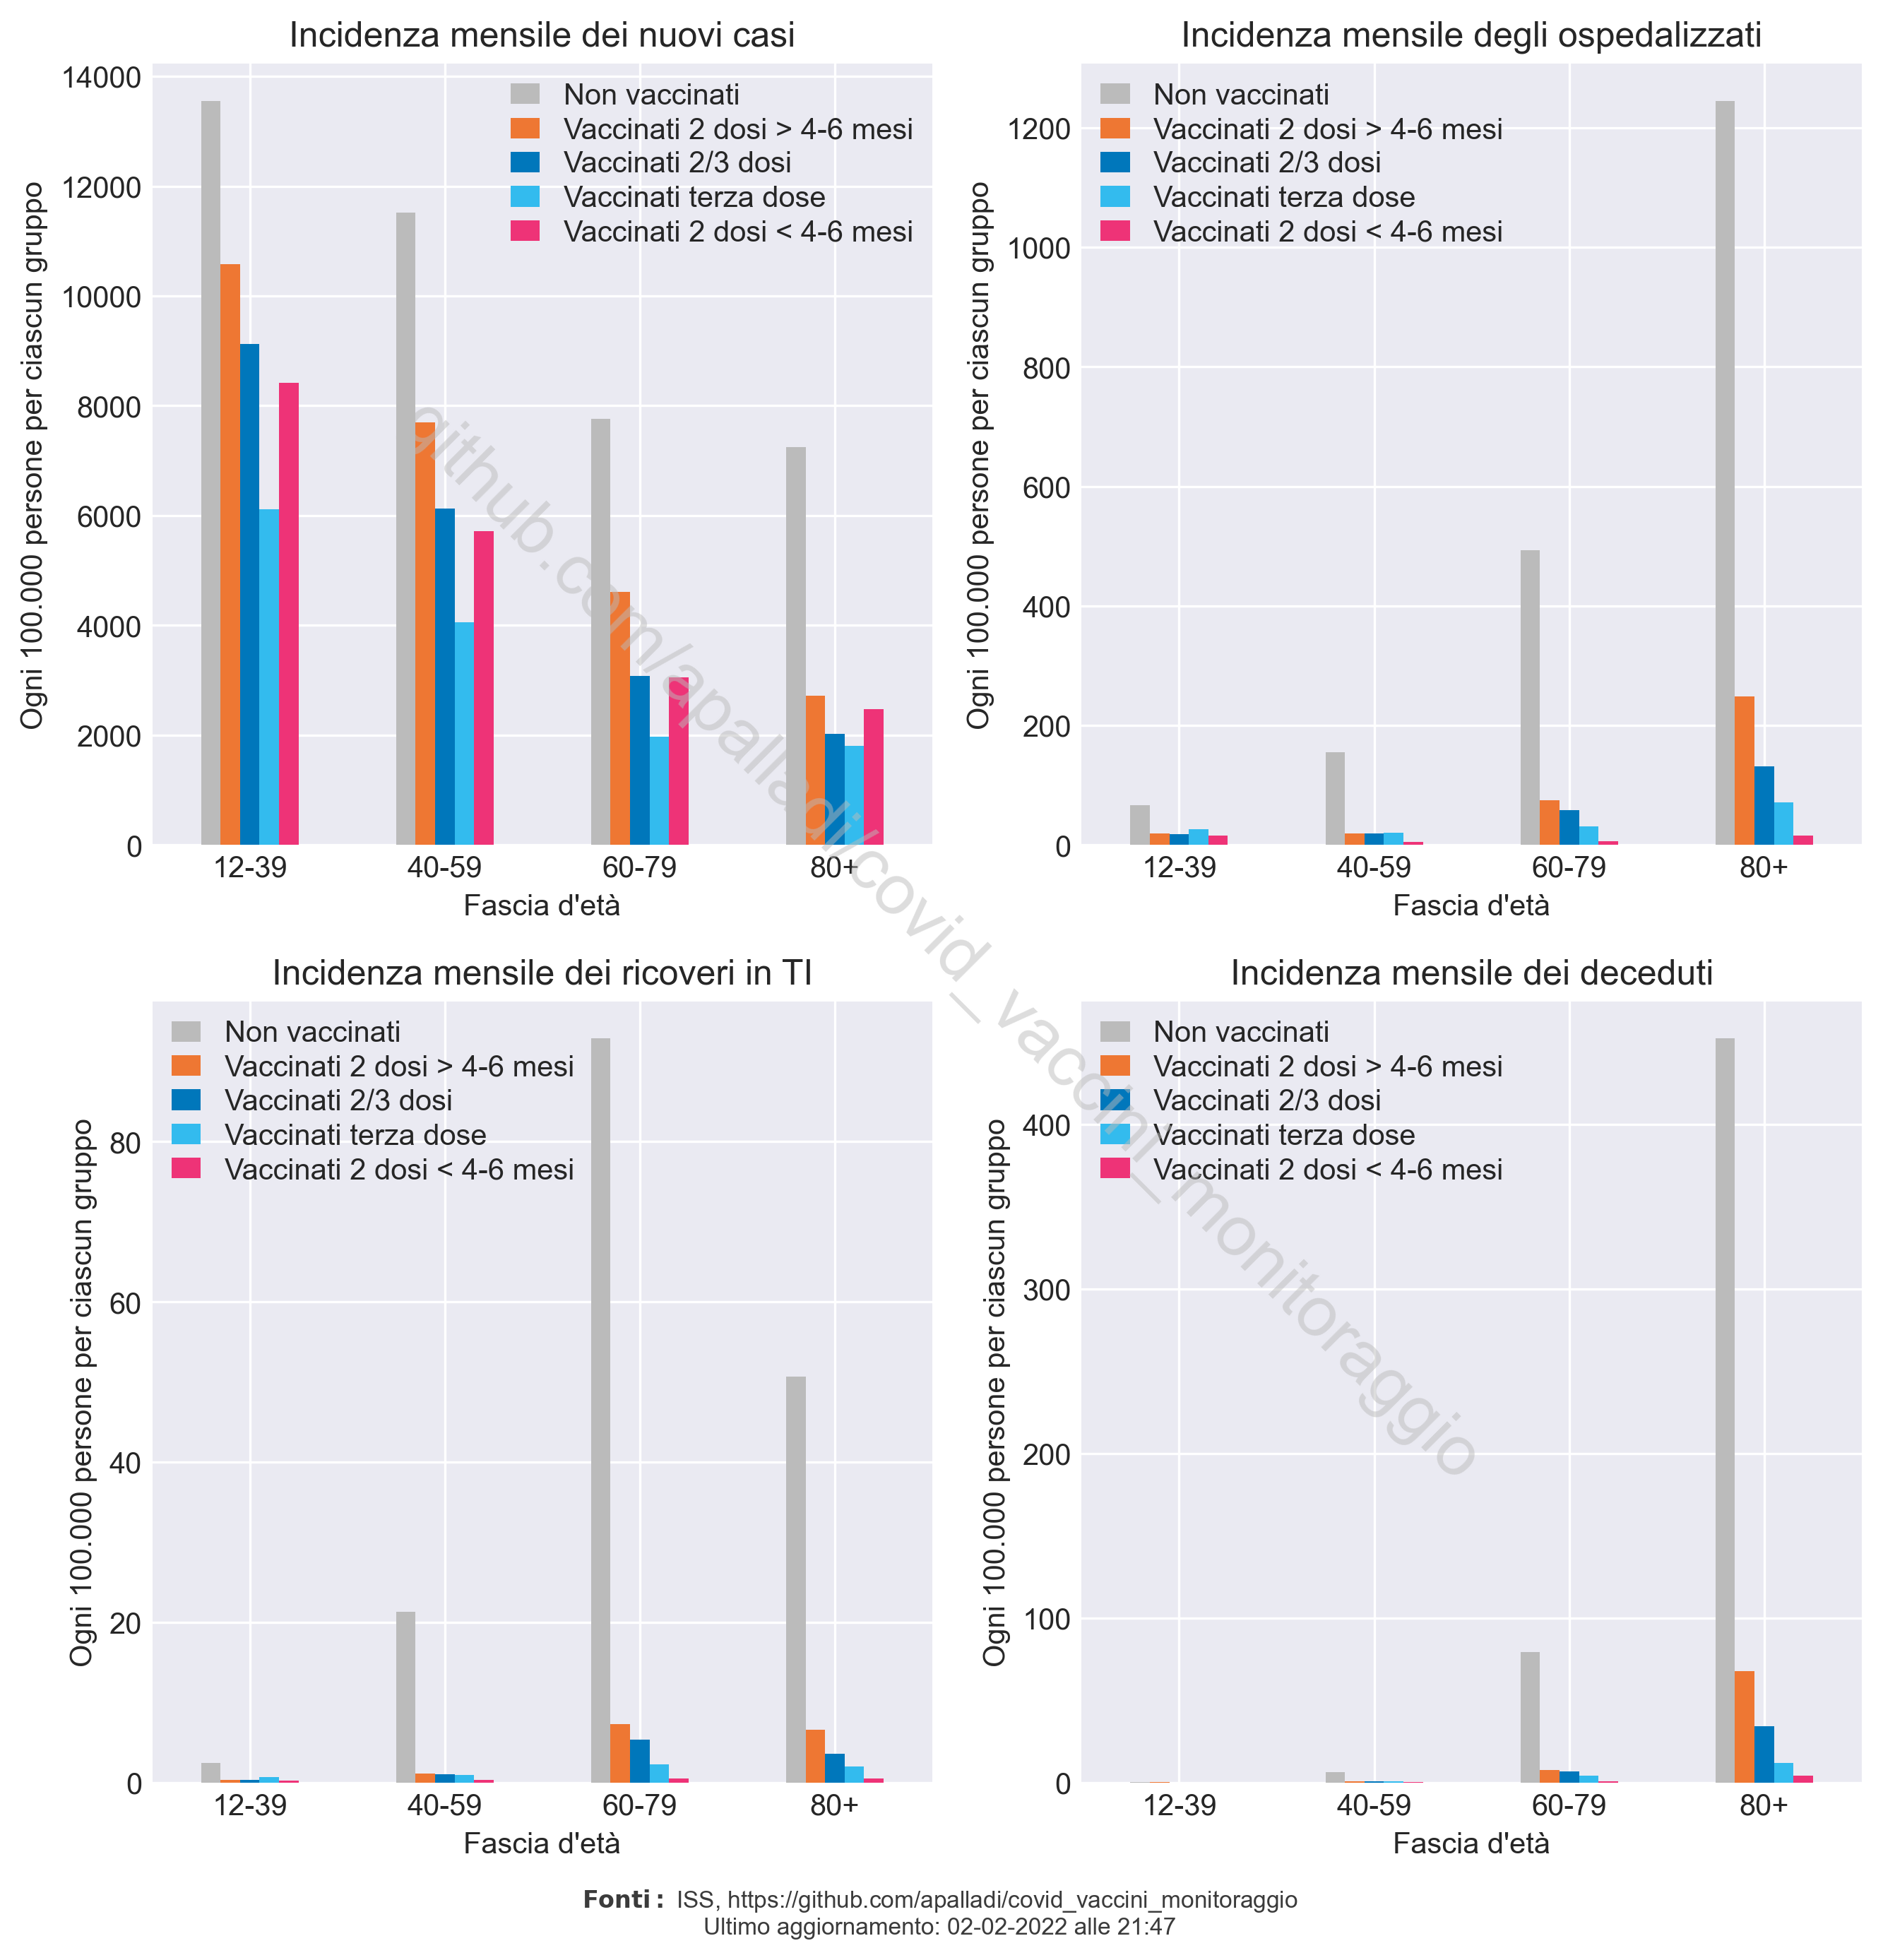 Incidenza mensile dei nuovi casi
Ogni 100.000 persone per ciascun gruppo
14000
12000
10000
8000
6000
4000
2000
0
Non vaccinati
Vaccinati 2 dosi > 4-6 mesi
Vaccinati 2/3 dosi
Vaccinati terza dose
Vaccinati 2 dosi < 4-6 mesi
12-39 40-59 60-79 80+
Fascia d'età
Incidenza mensile degli ospedalizzati
Ogni 100.000 persone per ciascun gruppo
1200
1000
800
600
400
200
0
Non vaccinati
Vaccinati 2 dosi > 4-6 mesi
Vaccinati 2/3 dosi
Vaccinati terza dose
Vaccinati 2 dosi < 4-6 mesi
12-39 40-59 60-79 80+
Fascia d'età
Incidenza mensile dei ricoveri in TI
Ogni 100.000 persone per ciascun gruppo
80
60
40
20
0
Non vaccinati
Vaccinati 2 dosi > 4-6 mesi
Vaccinati 2/3 dosi
Vaccinati terza dose
Vaccinati 2 dosi < 4-6 mesi
12-39 40-59 60-79 80+
Fascia d'età
Incidenza mensile dei deceduti
Ogni 100.000 persone per ciascun gruppo
400
300
200
100
0
Non vaccinati
Vaccinati 2 dosi > 4-6 mesi
Vaccinati 2/3 dosi
Vaccinati terza dose
Vaccinati 2 dosi < 4-6 mesi
12-39 40-59 60-79 80+
Fascia d'età
github.com/apalladi/covid_vaccini_monitoraggio
Fonti: ISS, https://github.com/apalladi/covid_vaccini_monitoraggio
Ultimo aggiornamento: 02-02-2022 alle 21:47